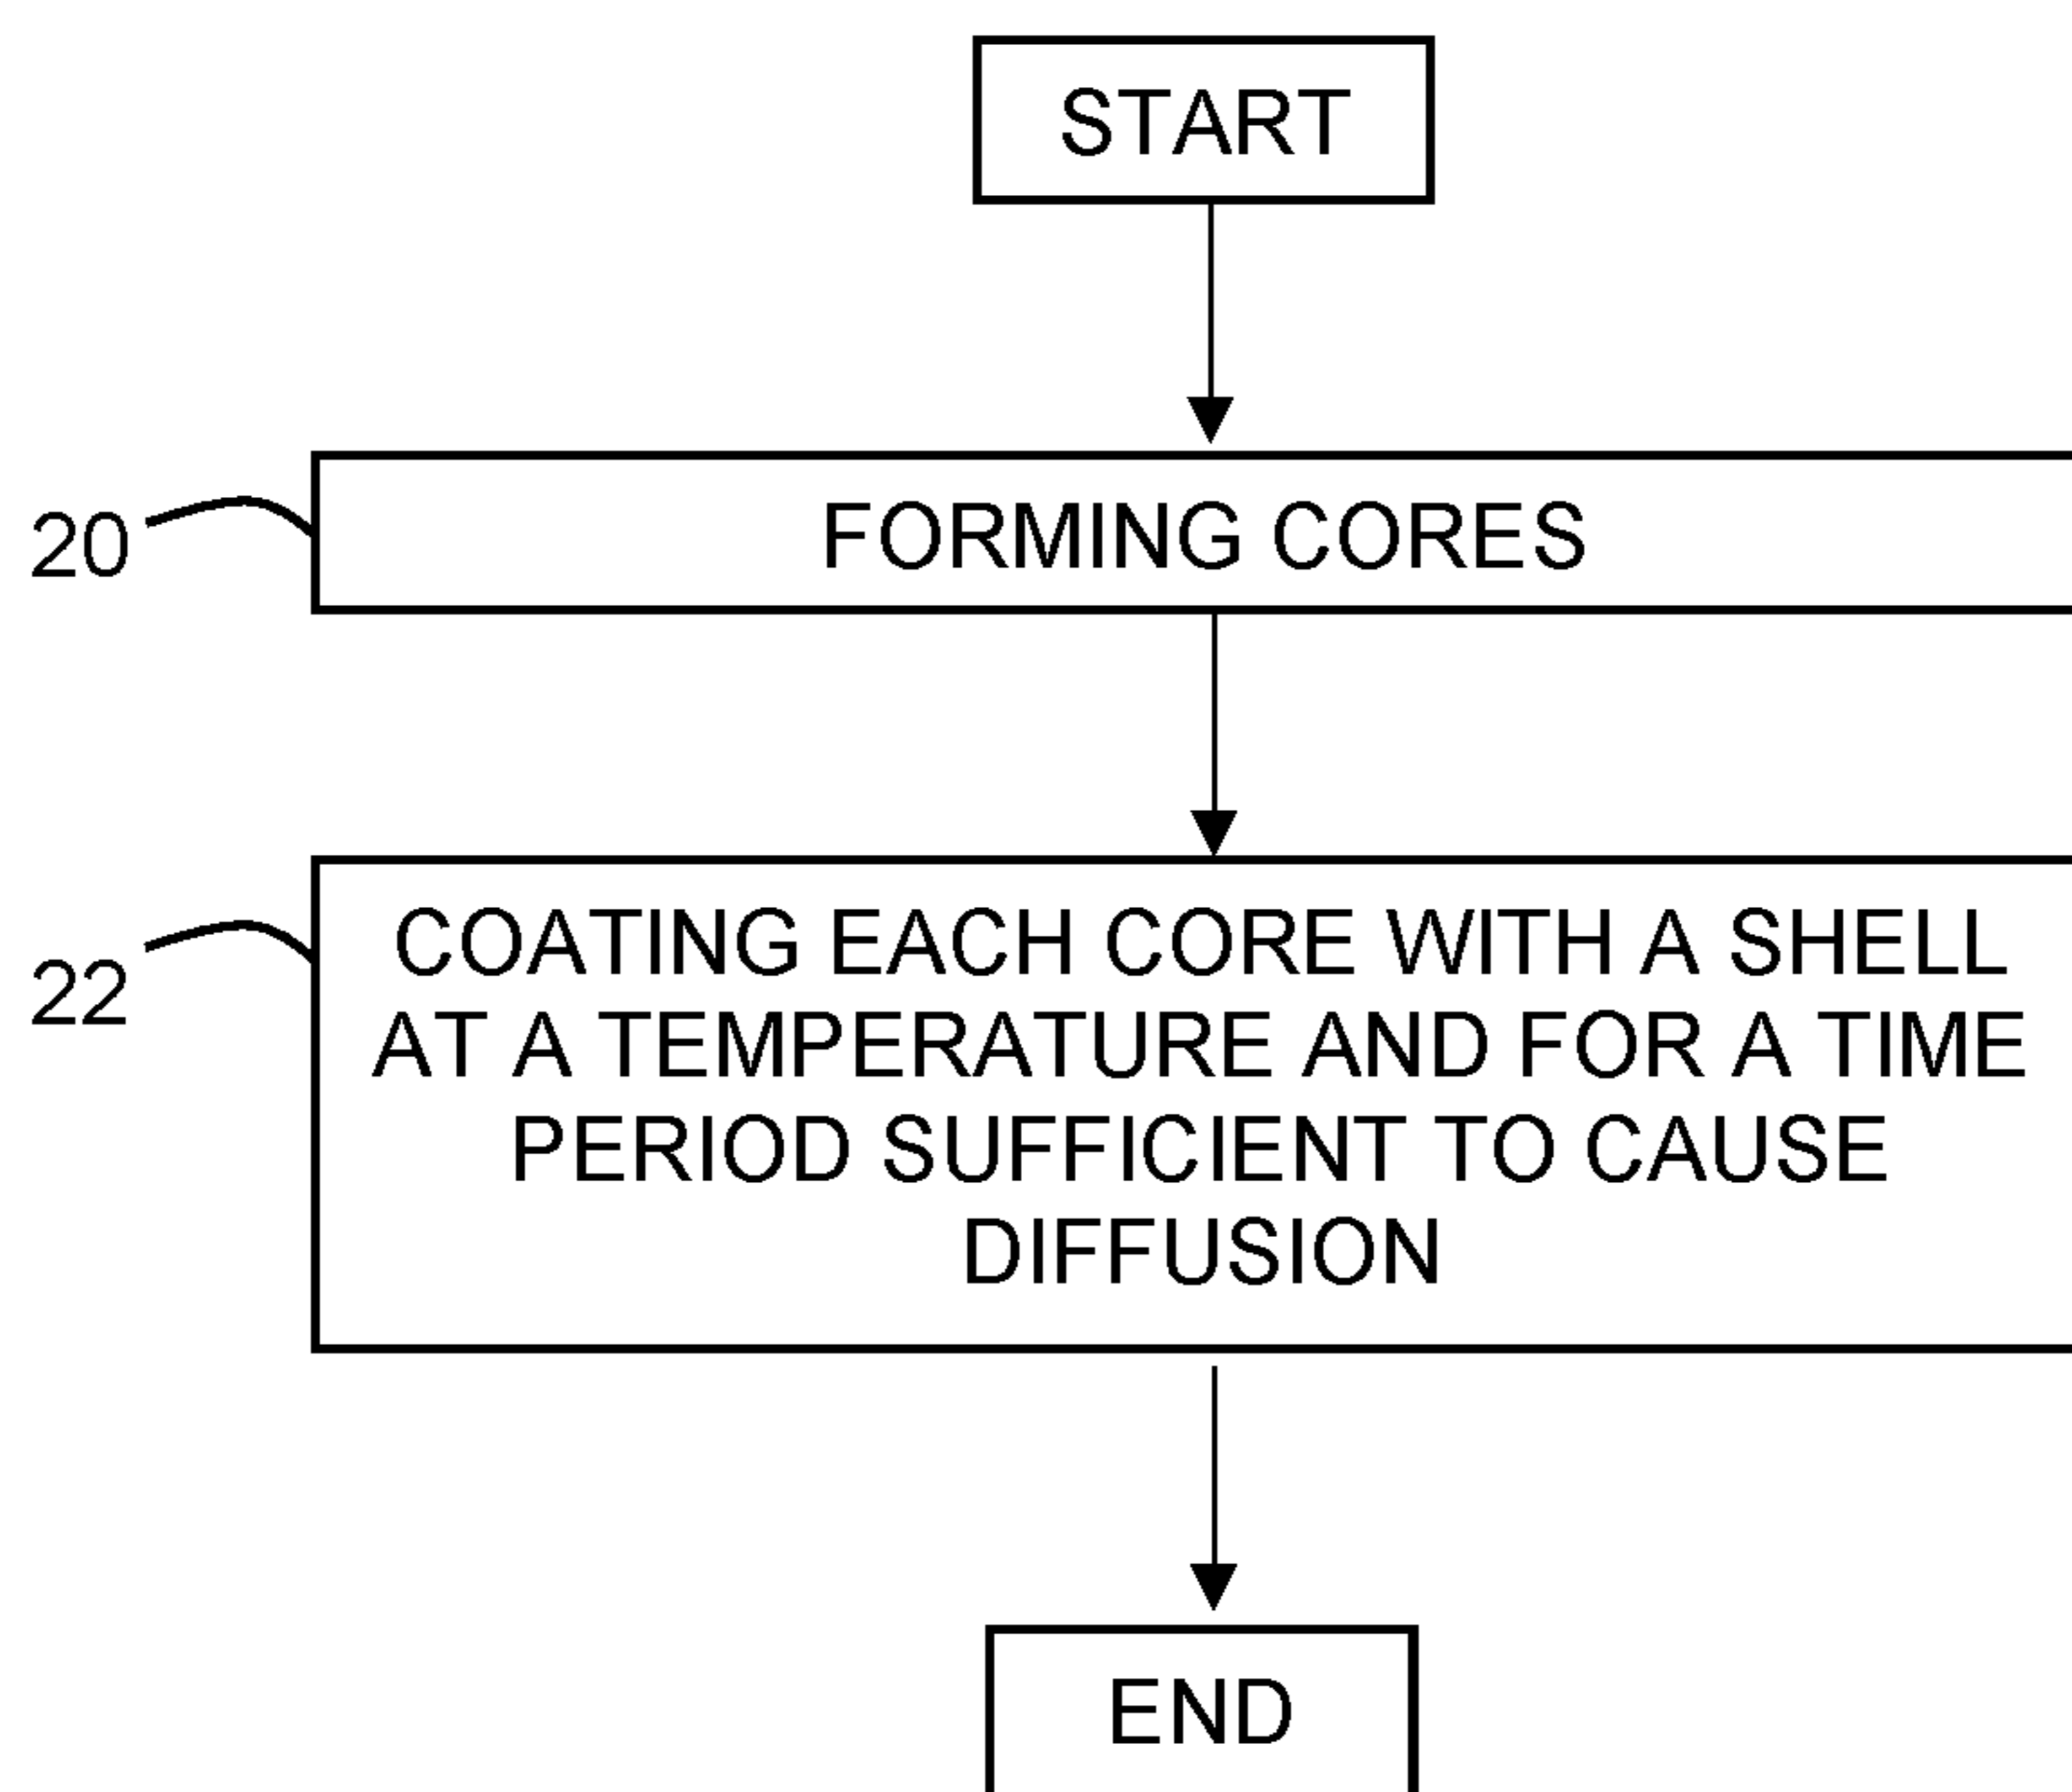 START
20
FORMING CORES
22
COATING EACH CORE WITH A SHELL
AT A TEMPERATURE AND FOR A TIME
PERIOD SUFFICIENT TO CAUSE
DIFFUSION
END